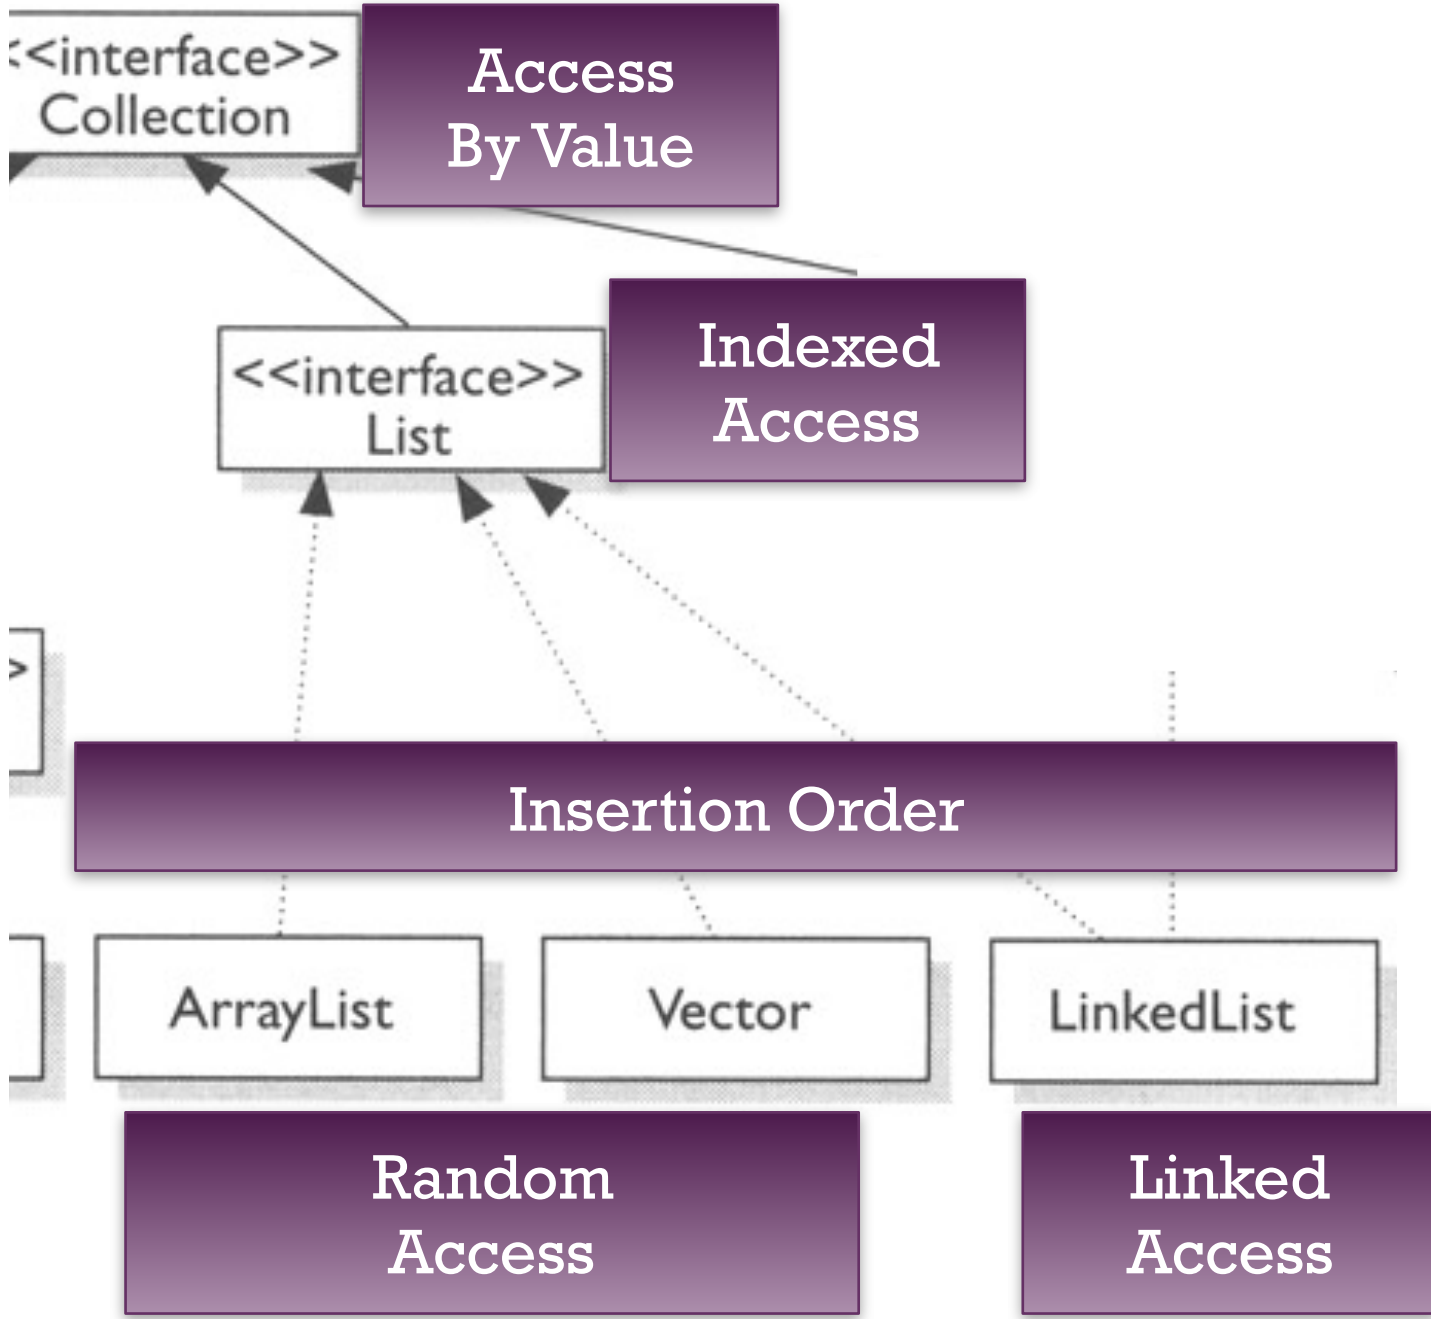 <<interface>>
Collection
Access
By Value
<<interface>>
List
Indexed
Access
>
Insertion Order
ArrayList
Vector
LinkedList
Random
Access
Linked
Access